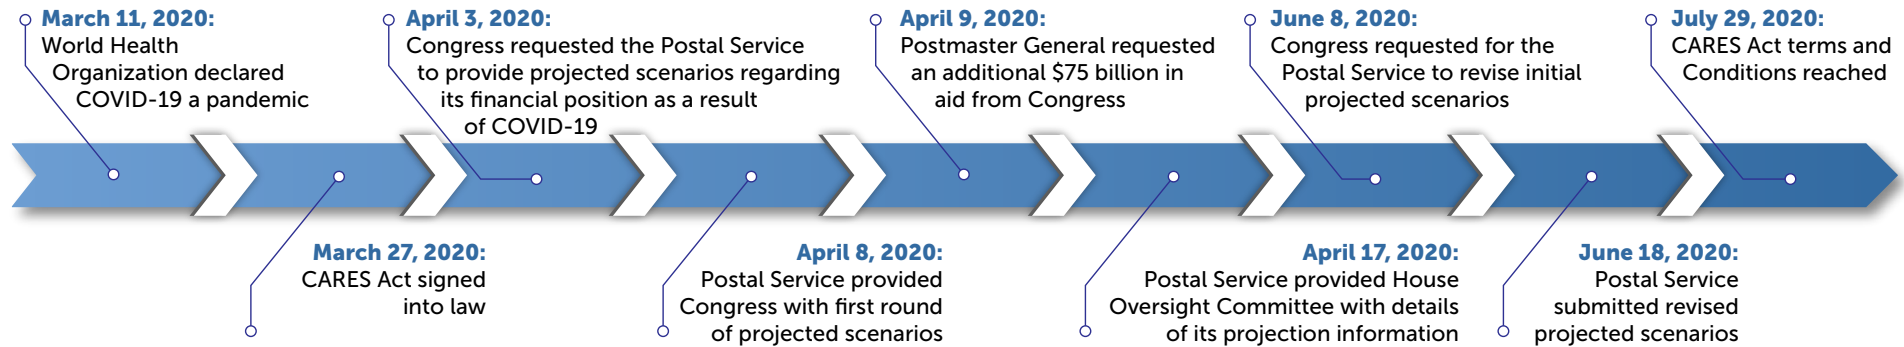 March 11, 2020:
World Health
Organization declared
COVID-19 a pandemic
March 27, 2020:
CARES Act signed
into law
April 3, 2020:
Congress requested the Postal Service
to provide projected scenarios regarding
its financial position as a result
of COVID-19
April 8, 2020:
Postal Service provided
Congress with first round
of projected scenarios
April 9, 2020:
Postmaster General requested
an additional $75 billion in
aid from Congress
April 17, 2020:
Postal Service provided House
Oversight Committee with details
of its projection information
June 8, 2020:
Congress requested for the
Postal Service to revise initial
projected scenarios
June 18, 2020:
Postal Service
submitted revised
projected scenarios
July 29, 2020:
CARES Act terms and
Conditions reached